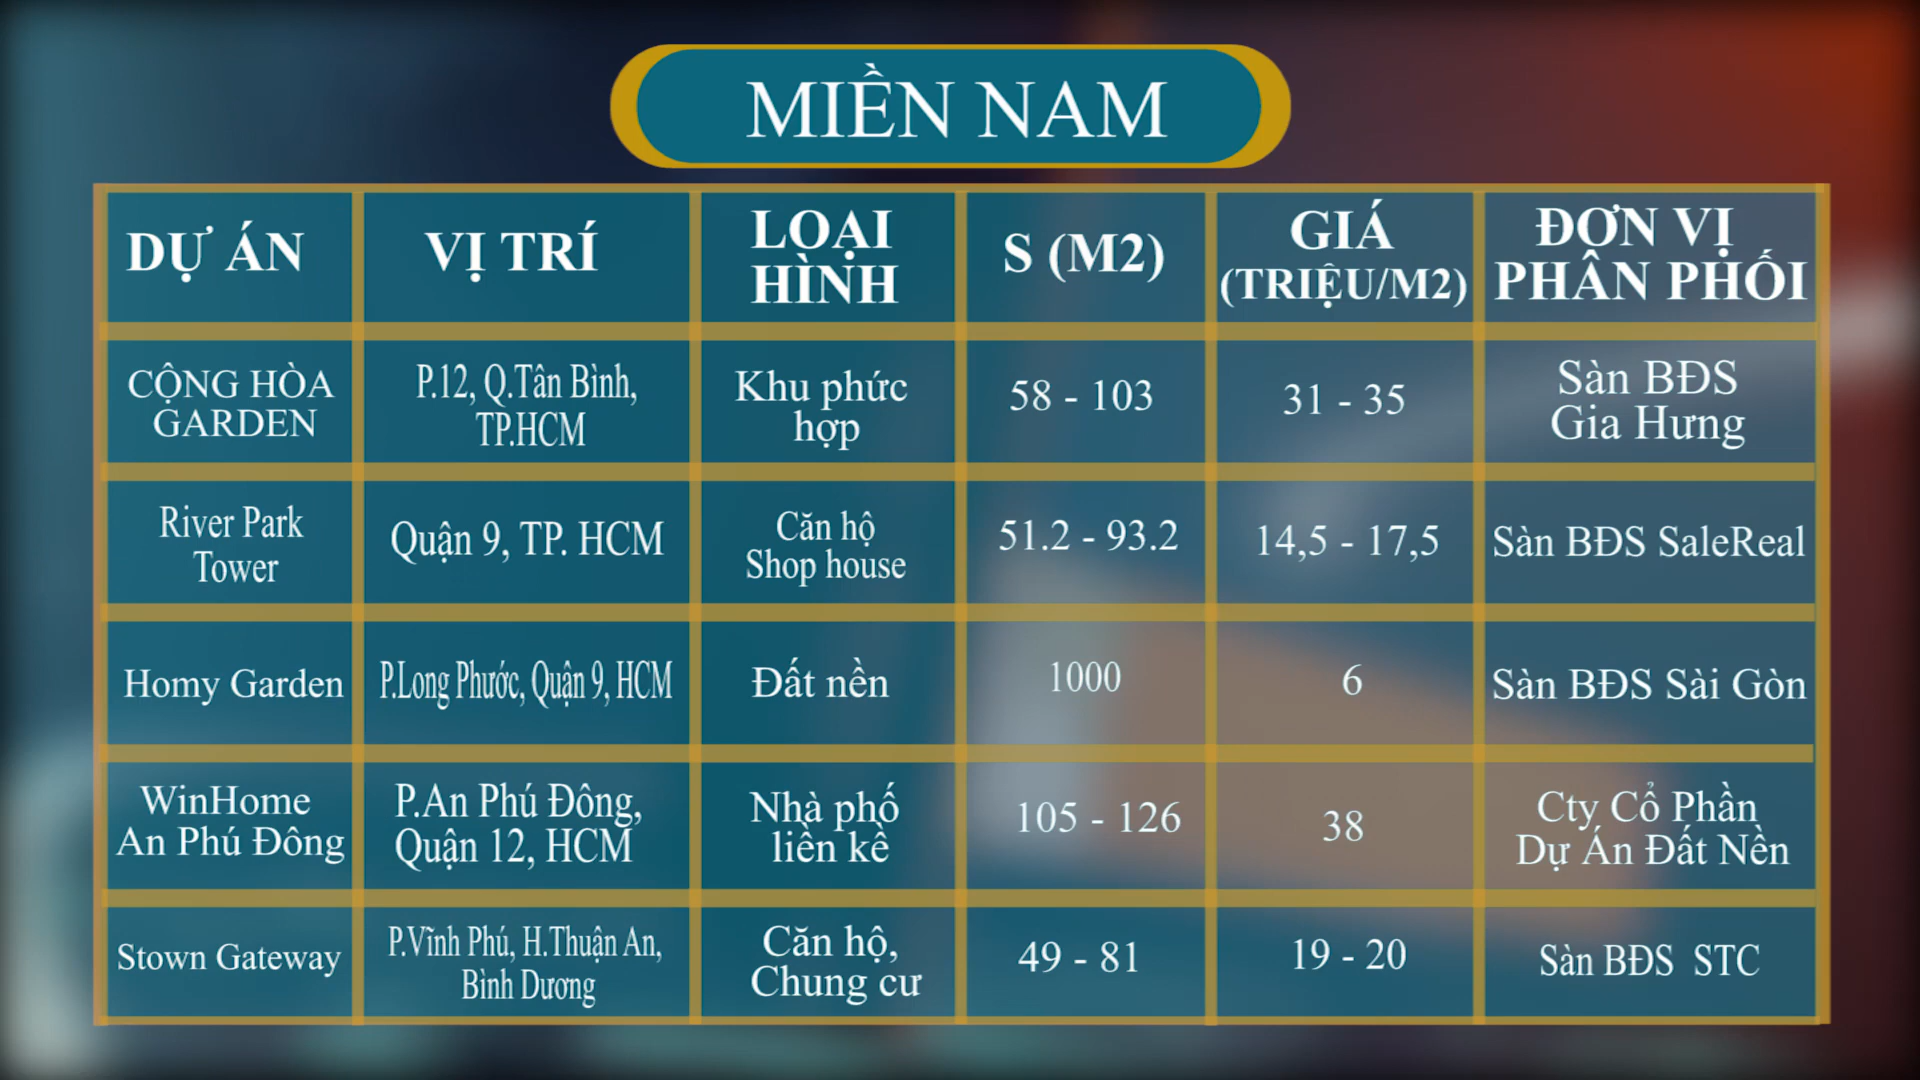 MIỀN NAM
DỰ ÁN
VỊ TRÍ
LOẠI
HÌNH
S (M2)
GIÁ
(TRIỆU/M2)
ĐƠN VỊ
PHÂN PHỐI
CỘNG HÒA
GARDEN
P.12, Q.Tân Bình,
TP.HCM
Khu phức
hợp
58 - 103
31 - 35
Sàn BĐS
Gia Hưng
River Park
Tower
Quận 9, TP. HCM
Căn hộ
Shop house
51.2 - 93.2
14,5 - 17,5
Sàn BĐS SaleReal
Homy Garden
P.Long Phước, Quận 9, HCM
Đất nền
1000
6
Sàn BĐS Sài Gòn
WinHome
An Phú Đông
P.An Phú Đông,
Quận 12, HCM
Nhà phố
liền kề
105 - 126
38
Cty Cổ Phần
Dự Án Đất Nền
Stown Gateway
P.Vĩnh Phú, H.Thuận An,
Bình Dương
Căn hộ,
Chung cư
49 - 81
19 - 20
Sàn BĐS  STC